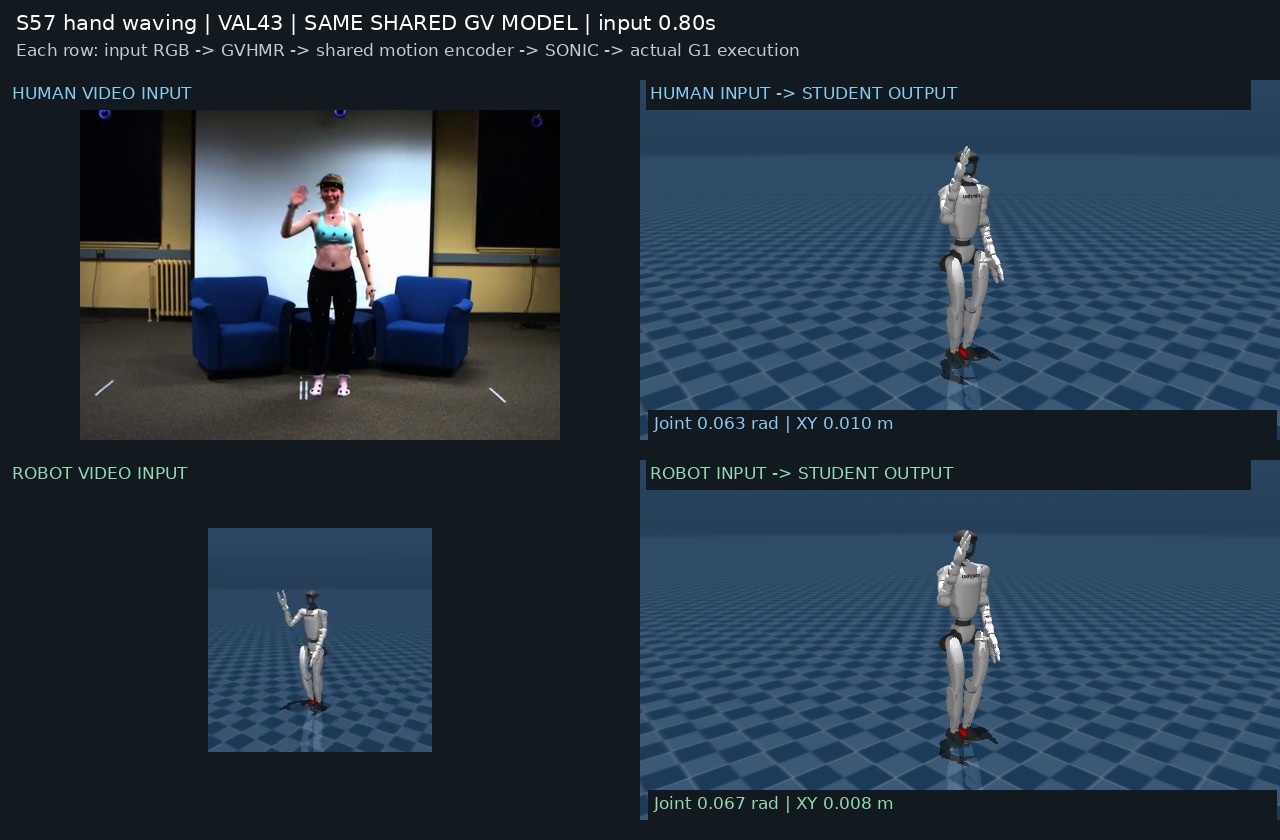 S57 hand waving | VAL43 | SAME SHARED GV MODEL | input 0.80s
Each row: input RGB -> GVHMR -> shared motion encoder -> SONIC -> actual G1 execution
HUMAN VIDEO INPUT
HUMAN INPUT -> STUDENT OUTPUT
Joint 0.063 rad | XY 0.010 m
ROBOT VIDEO INPUT
ROBOT INPUT -> STUDENT OUTPUT
Joint 0.067 rad | XY 0.008 m